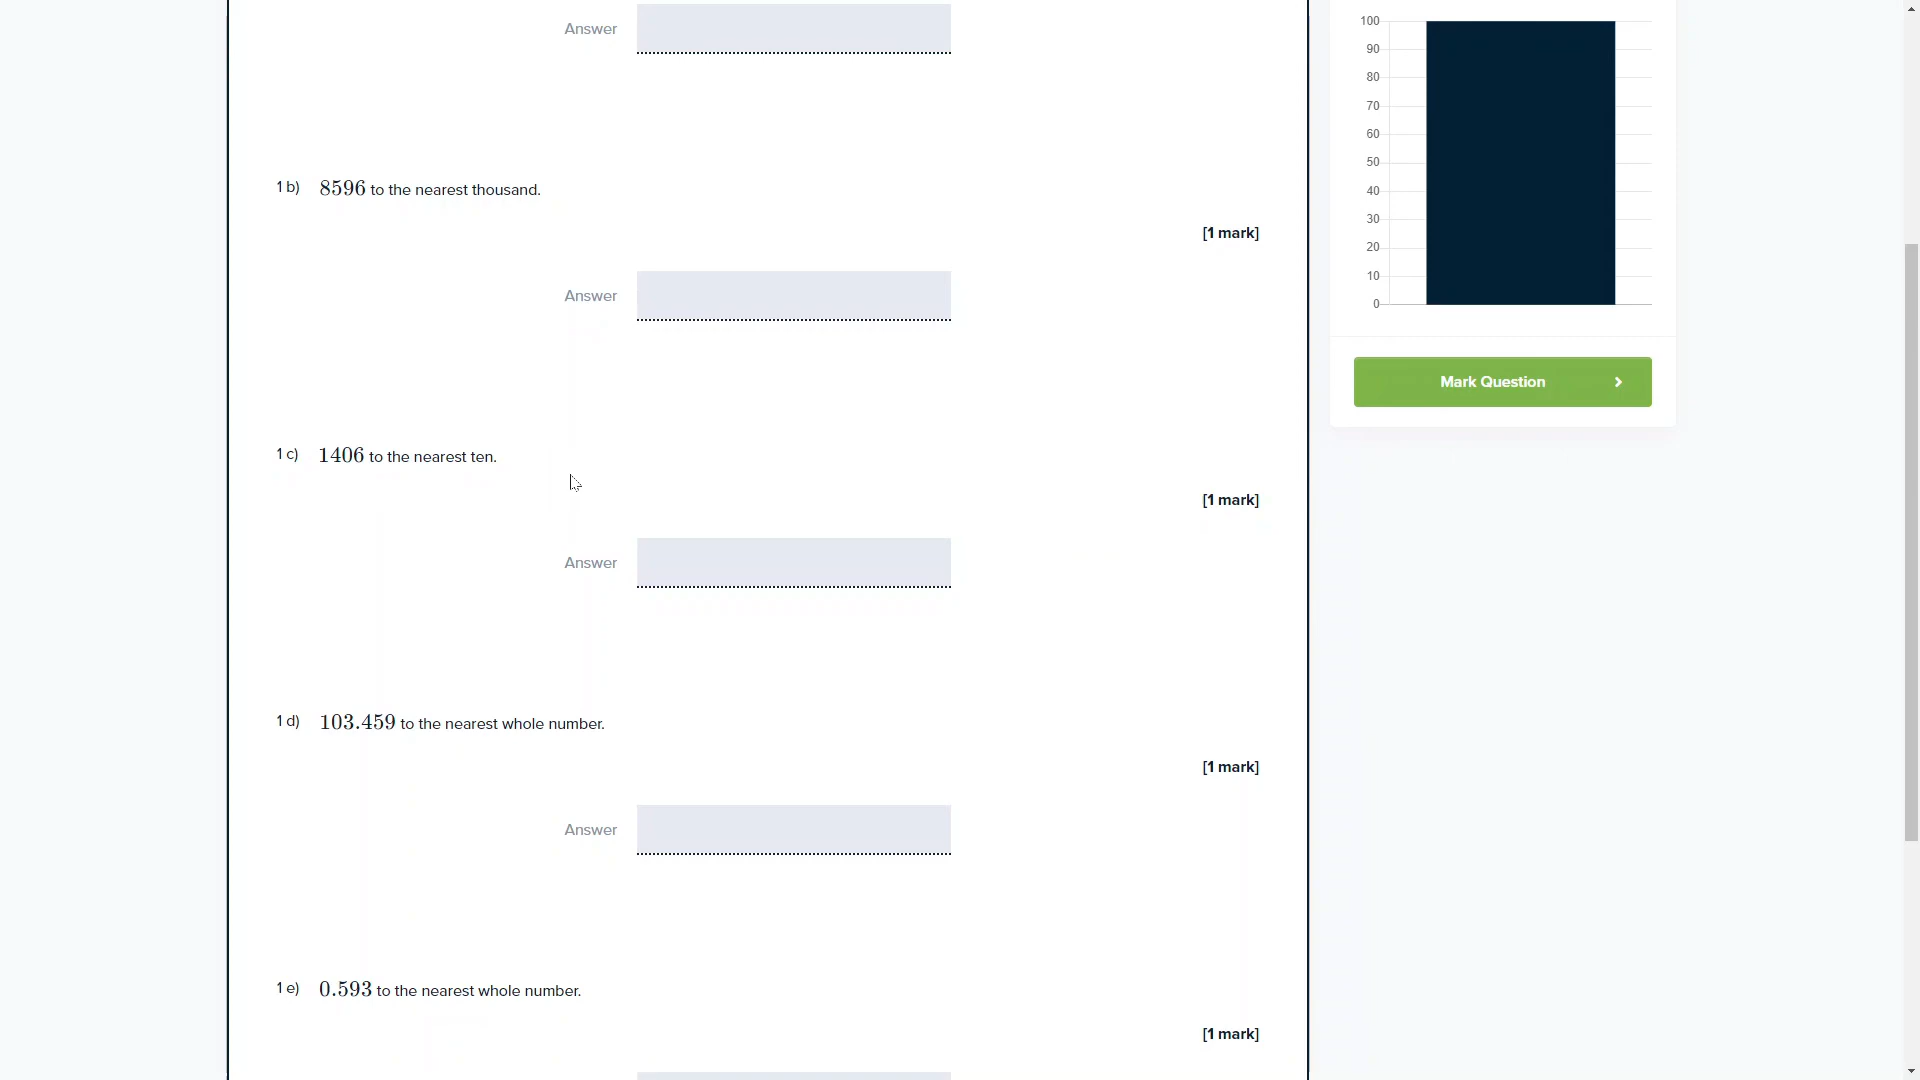 Answer
1 b) 8596 to the nearest thousand.
[1 mark]
Answer
1 c) 1406 to the nearest ten.
[1 mark]
Answer
1 d) 103.459 to the nearest whole number.
[1 mark]
Answer
1 e) 0.593 to the nearest whole number.
[1 mark]
100
90
80
70
60
50
40
30
20
10
0
Mark Question